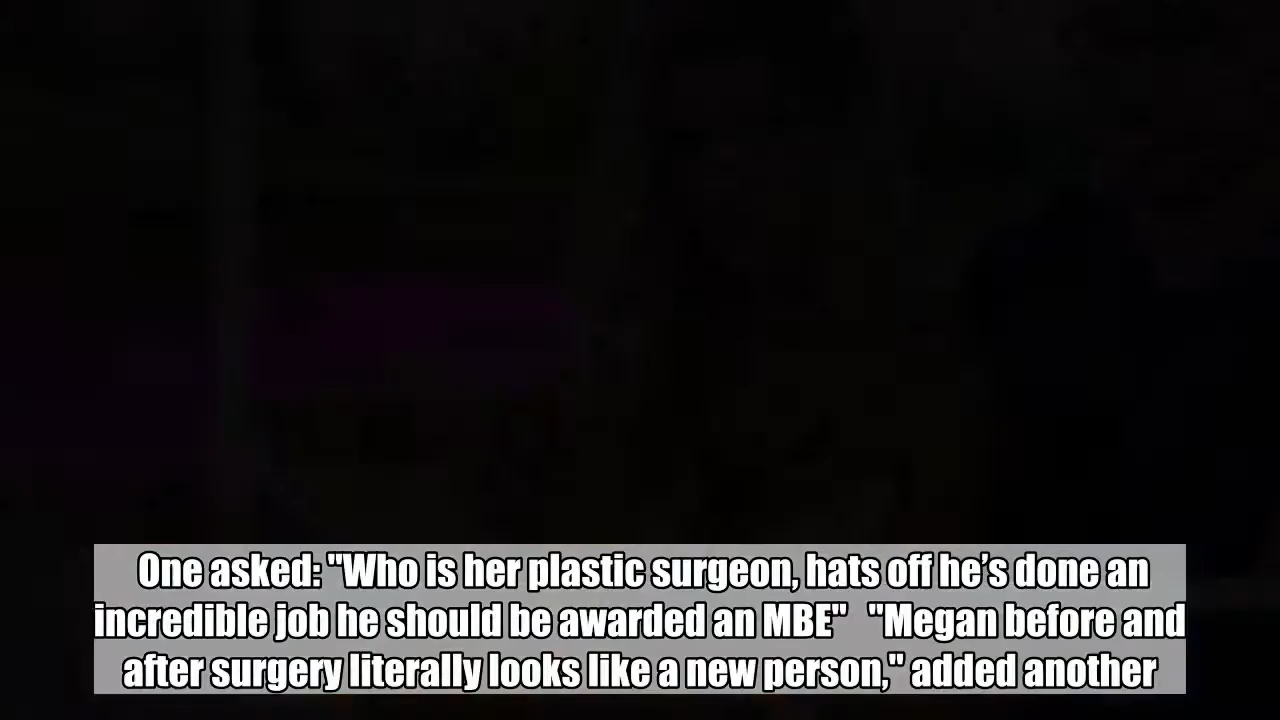 One asked: "Who is her plastic surgeon, hats off he’s done an
incredible job he should be awarded an MBE"   "Megan before and
after surgery literally looks like a new person," added another